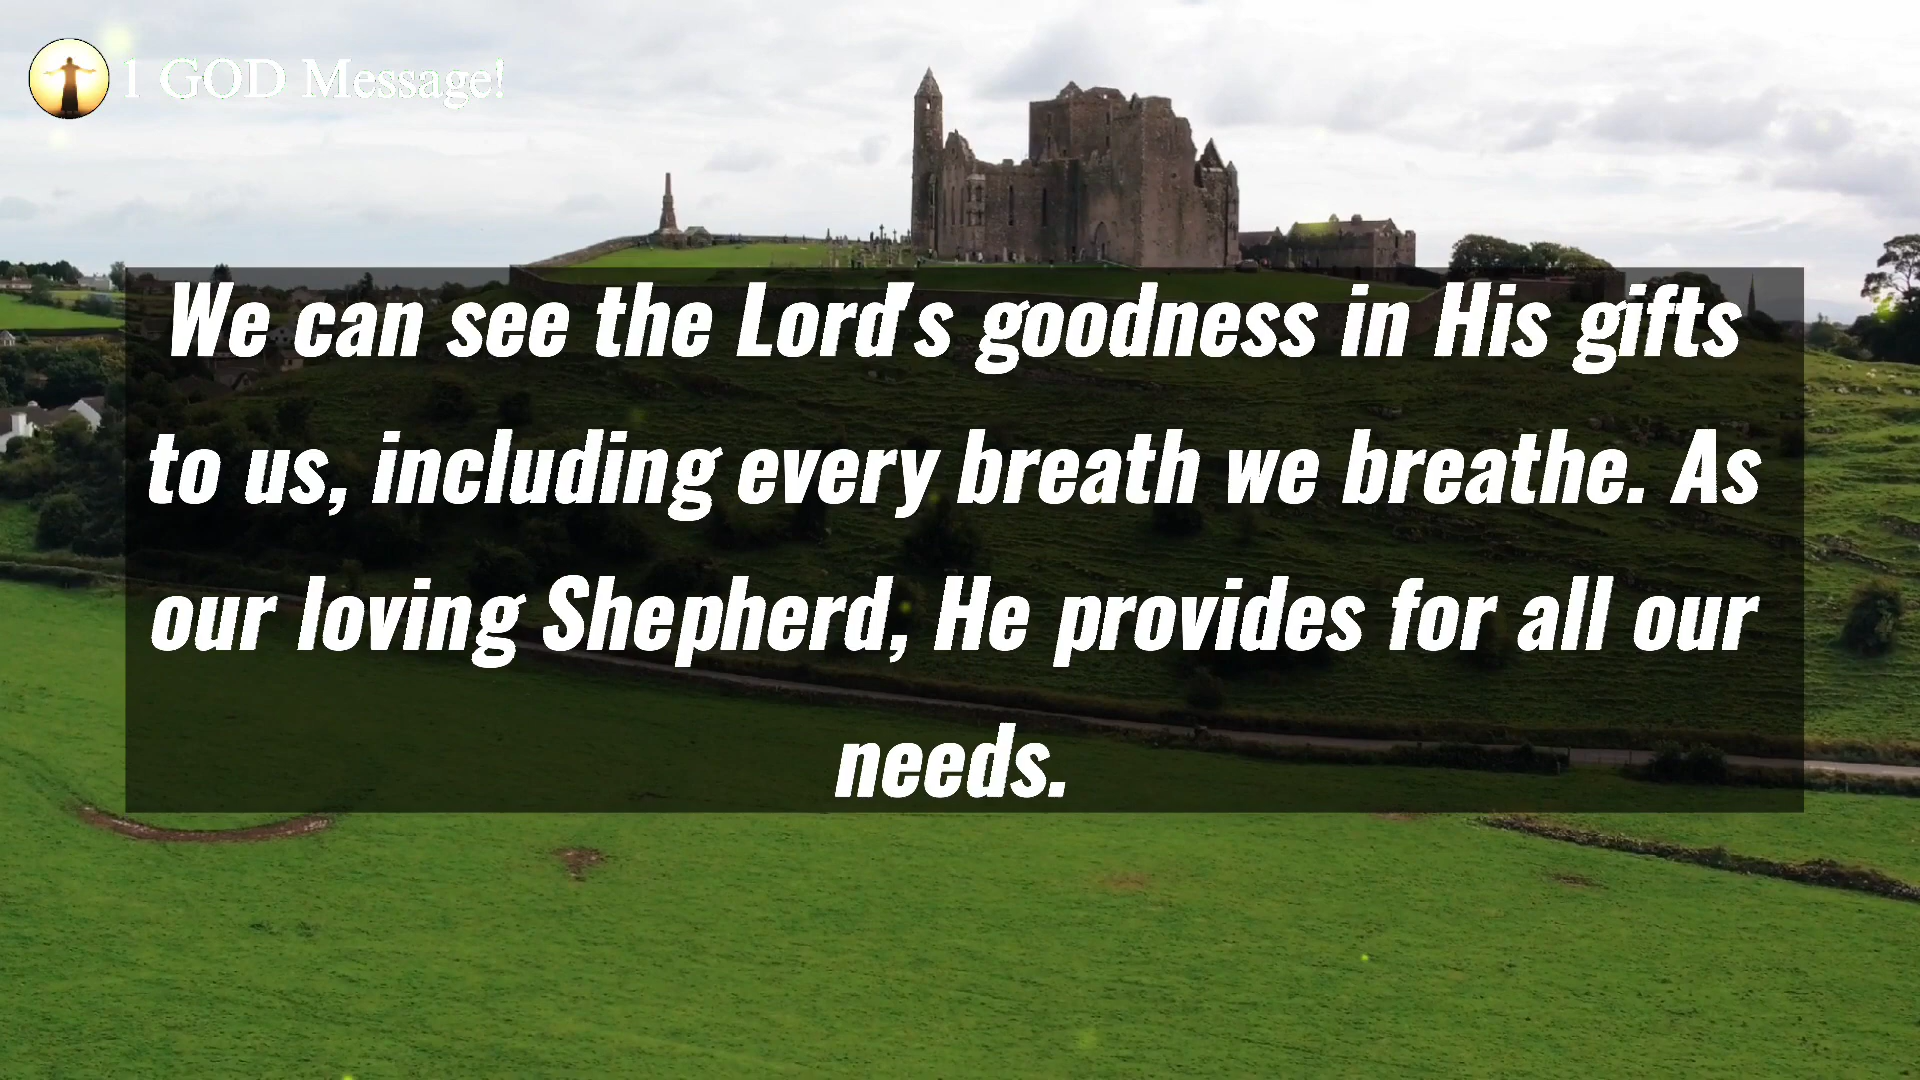 1 GOD Message!
We can see the Lord's goodness in His gifts
to us, including every breath we breathe. As
our loving Shepherd, He provides for all our
needs.